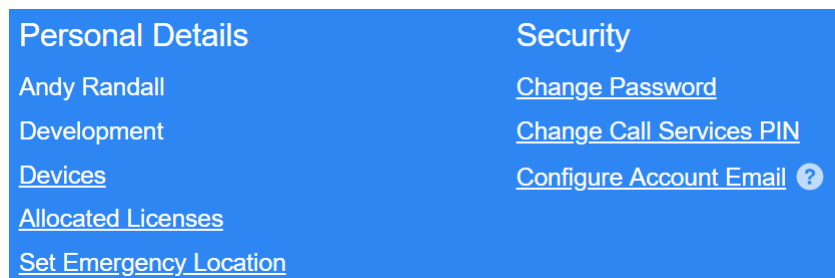 Personal Details
Andy Randall
Development
Devices
Allocated Licenses
Set Emergency Location
Security
Change Password
Change Call Services PIN
Configure Account Email ?